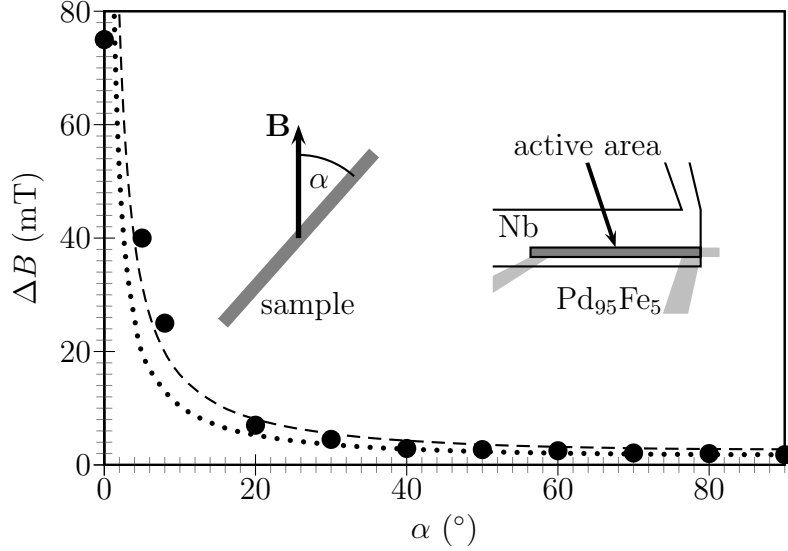 80
60
40
20
0
ΔB (mT)
B
α
sample
active area
Nb
Pd₉₅Fe₅
0 20 40 60 80
α (°)